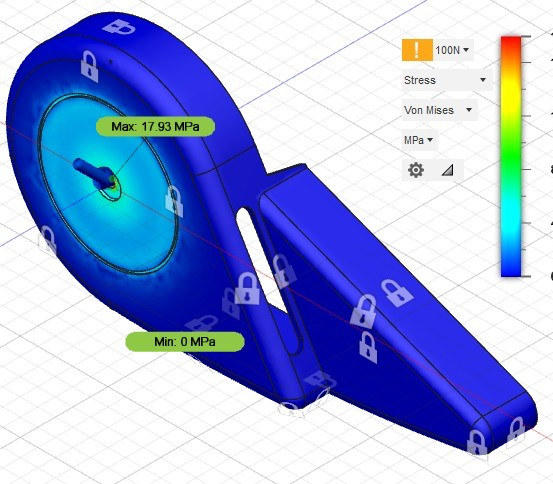 100N
Stress
Max: 17.93 MPa
Von Mises
MPa
Min: 0 MPa